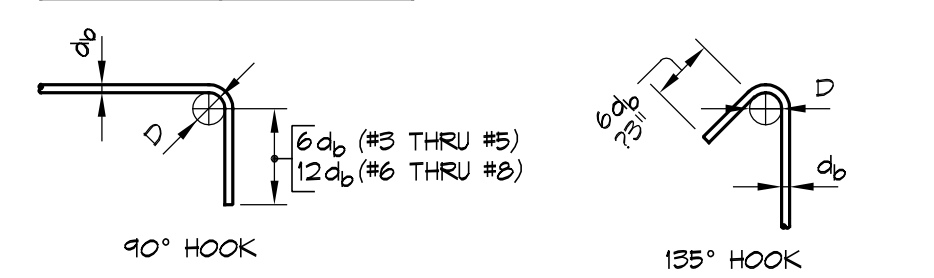 db
D
6db (#3 THRU #5)
12db (#6 THRU #8)
90° HOOK
6db
≥3"
D
db
135° HOOK